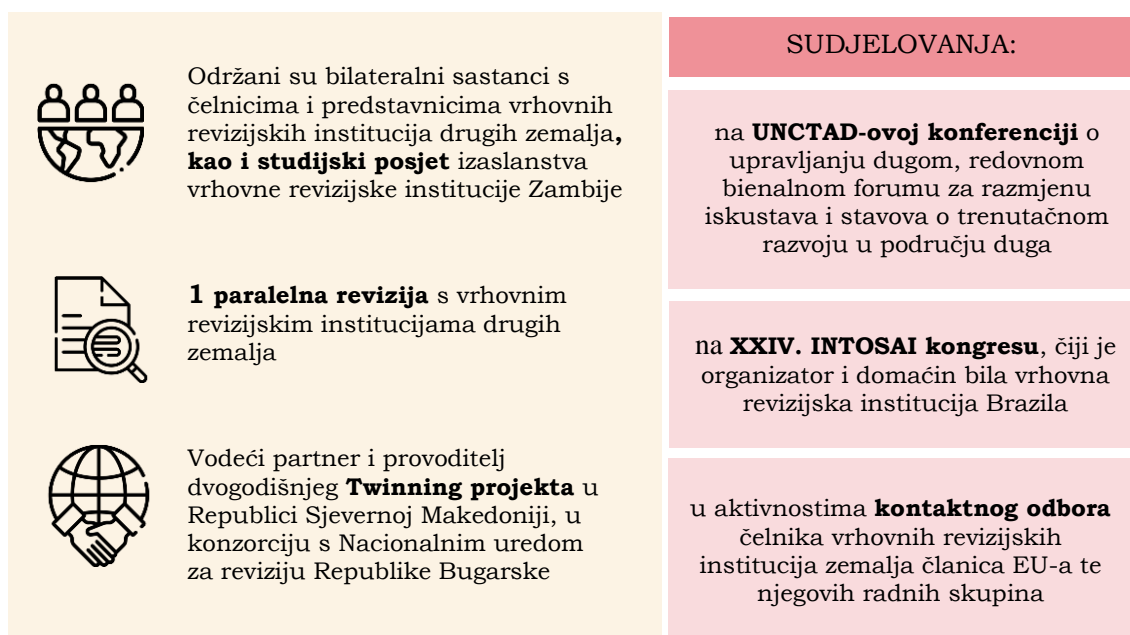 Održani su bilateralni sastanci s
čelnicima i predstavnicima vrhovnih
revizijskih institucija drugih zemalja,
kao i studijski posjet izaslanstva
vrhovne revizijske institucije Zambije
1 paralelna revizija s vrhovnim
revizijskim institucijama drugih
zemalja
Vodeći partner i provoditelj
dvogodišnjeg Twinning projekta u
Republici Sjevernoj Makedoniji, u
konzorciju s Nacionalnim uredom
za reviziju Republike Bugarske
SUDJELOVANJA:
na UNCTAD-ovoj konferenciji o
upravljanju dugom, redovnom
bienalnom forumu za razmjenu
iskustava i stavova o trenutačnom
razvoju u području duga
na XXIV. INTOSAI kongresu, čiji je
organizator i domaćin bila vrhovna
revizijska institucija Brazila
u aktivnostima kontaktnog odbora
čelnika vrhovnih revizijskih
institucija zemalja članica EU-a te
njegovih radnih skupina